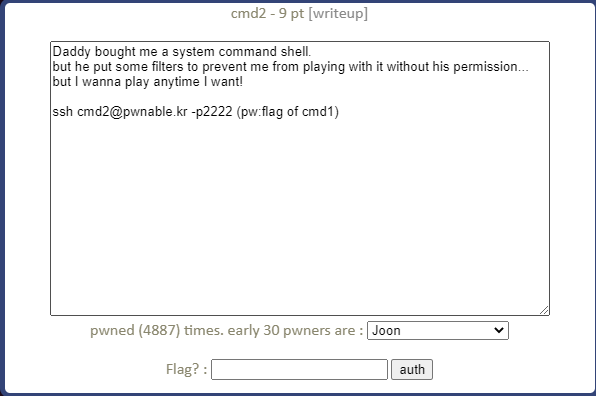 cmd2 - 9 pt [writeup]
Daddy bought me a system command shell.
but he put some filters to prevent me from playing with it without his permission...
but I wanna play anytime I want!
ssh cmd2@pwnable.kr -p2222 (pw:flag of cmd1)
pwned (4887) times. early 30 pwners are : Joon
Flag? : auth